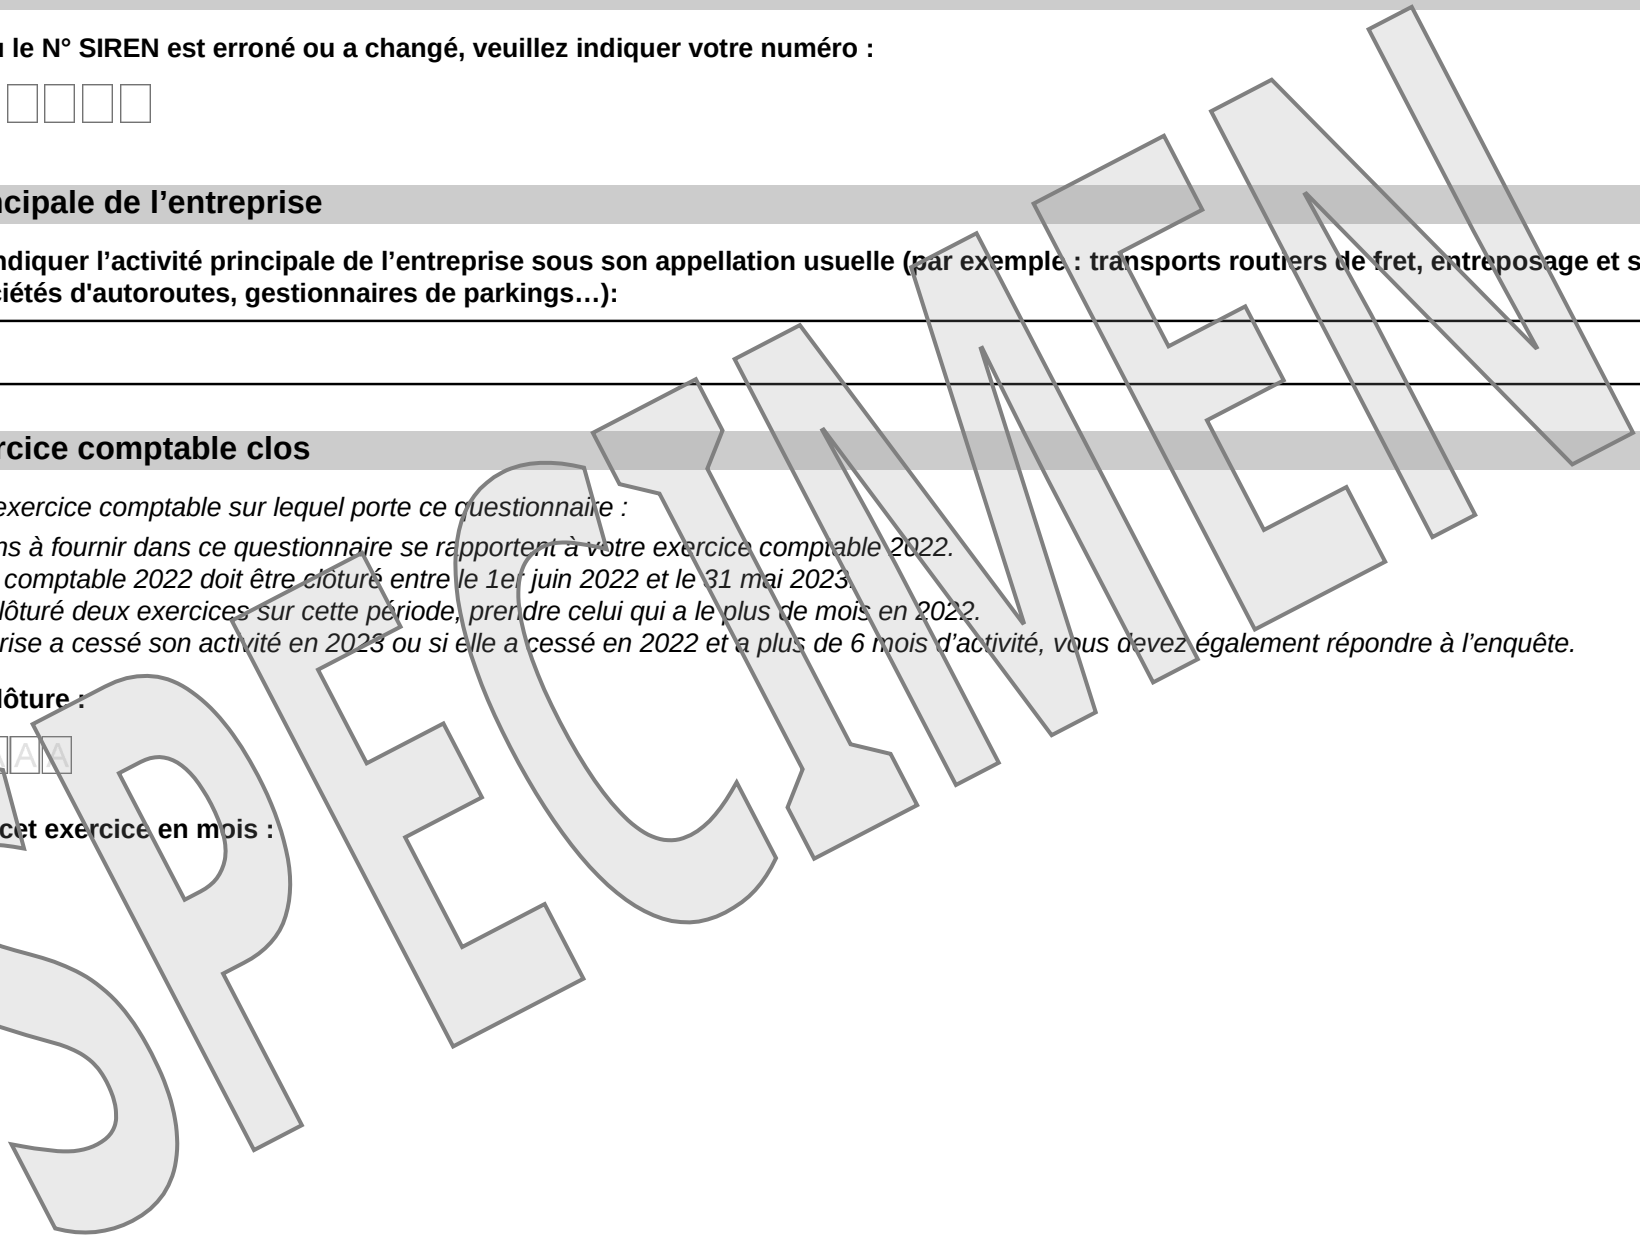 le N° SIREN est erroné ou a changé, veuillez indiquer votre numéro :
ncipale de l’entreprise
ndiquer l’activité principale de l’entreprise sous son appellation usuelle (par exemple : transports routiers de fret, entreposage et s
ciétés d'autoroutes, gestionnaires de parkings…):
rcice comptable clos
exercice comptable sur lequel porte ce questionnaire :
ns à fournir dans ce questionnaire se rapportent à votre exercice comptable 2022.
comptable 2022 doit être clôturé entre le 1er juin 2022 et le 31 mai 2023.
lôturé deux exercices sur cette période, prendre celui qui a le plus de mois en 2022.
rise a cessé son activité en 2023 ou si elle a cessé en 2022 et a plus de 6 mois d’activité, vous devez également répondre à l’enquête.
lôture :
A A
cet exercice en mois :
SPECIMEN